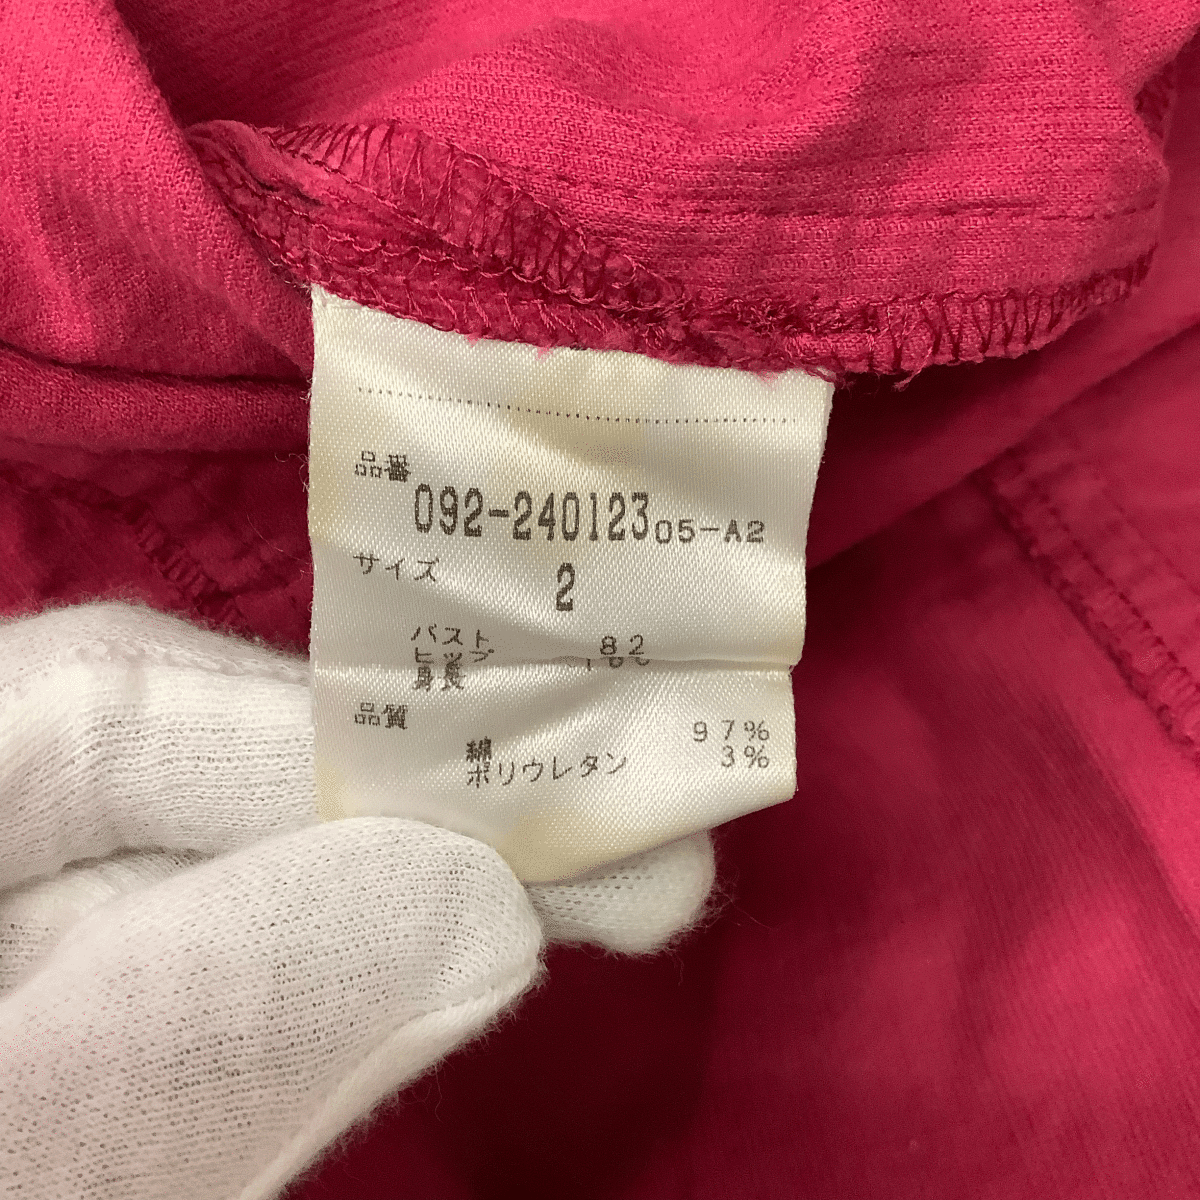 品番
092-240123 05-A2
サイズ 2
バスト 82
ヒップ
身長
品質
綿 97%
ポリウレタン 3%